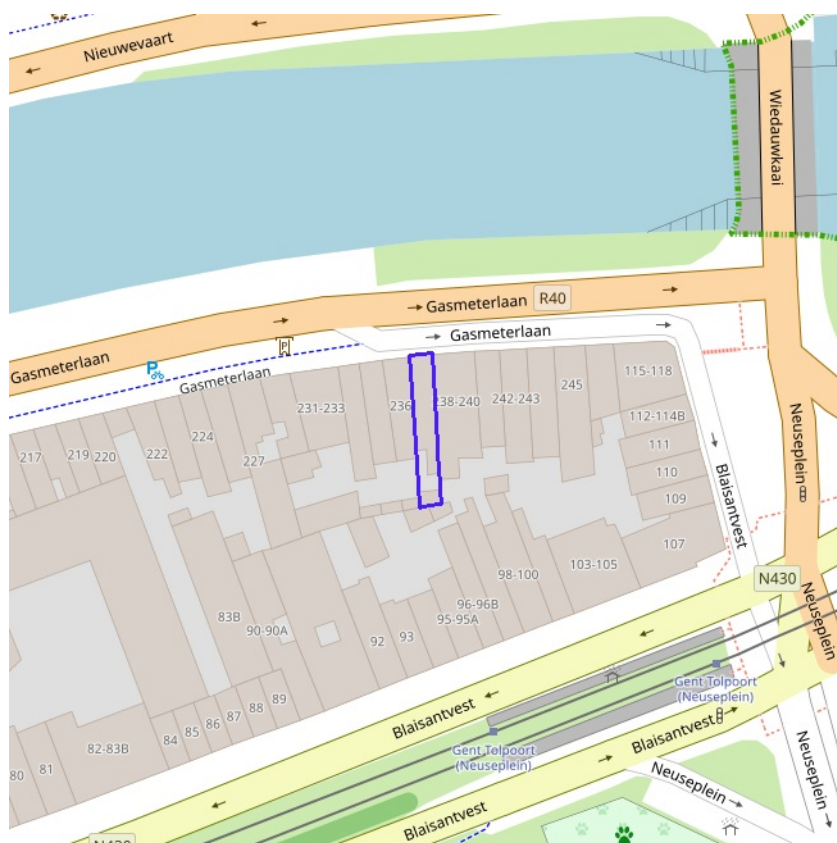 Nieuwevaart
Wiedauwkaai
Gasmeterlaan
R40
Gasmeterlaan
Gasmeterlaan
P
P
Gasmeterlaan
115-118
245
242-243
238-240
236
231-233
224
222
227
217
219
220
112-114B
111
110
109
107
Blaisantvest
Neuseplein
N430
Neuseplein
103-105
98-100
96-96B
95-95A
93
92
83B
90-90A
89
88
87
86
85
84
82-83B
81
80
Blaisantvest
Gent Tolpoort
(Neuseplein)
Gent Tolpoort
(Neuseplein)
Blaisantvest
Neuseplein
Neuseplein
Blaisantvest
N430